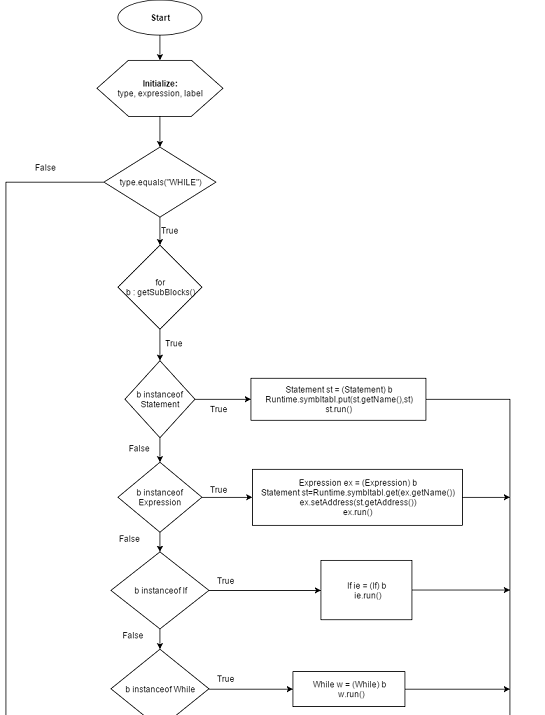 Start
Initialize:
type, expression, label
False
type.equals("WHILE")
True
for
b : getSubBlocks()
True
b instanceof
Statement
True
Statement st = (Statement) b
Runtime.symbltabl.put(st.getName(),st)
st.run()
False
b instanceof
Expression
True
Expression ex = (Expression) b
Statement st=Runtime.symbltabl.get(ex.getName())
ex.setAddress(st.getAddress())
ex.run()
False
b instanceof If
True
If ie = (If) b
ie.run()
False
b instanceof While
True
While w = (While) b
w.run()